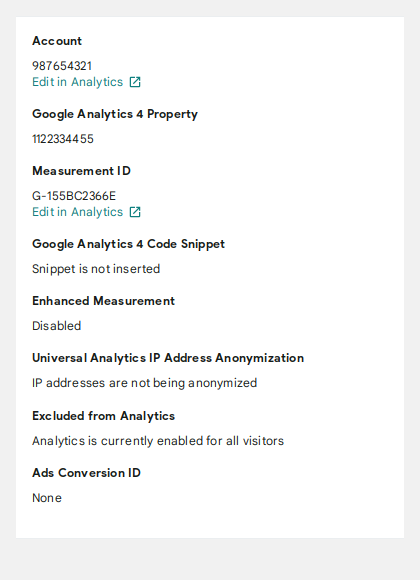 Account
987654321
Edit in Analytics
Google Analytics 4 Property
1122334455
Measurement ID
G-155BC2366E
Edit in Analytics
Google Analytics 4 Code Snippet
Snippet is not inserted
Enhanced Measurement
Disabled
Universal Analytics IP Address Anonymization
IP addresses are not being anonymized
Excluded from Analytics
Analytics is currently enabled for all visitors
Ads Conversion ID
None